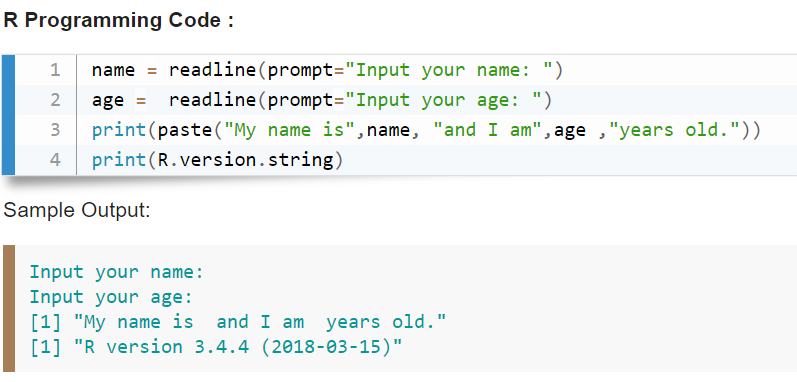 R Programming Code :
1 name = readline(prompt="Input your name: ")
2 age =  readline(prompt="Input your age: ")
3 print(paste("My name is",name, "and I am",age ,"years old."))
4 print(R.version.string)
Sample Output:
Input your name:
Input your age:
[1] "My name is  and I am  years old."
[1] "R version 3.4.4 (2018-03-15)"